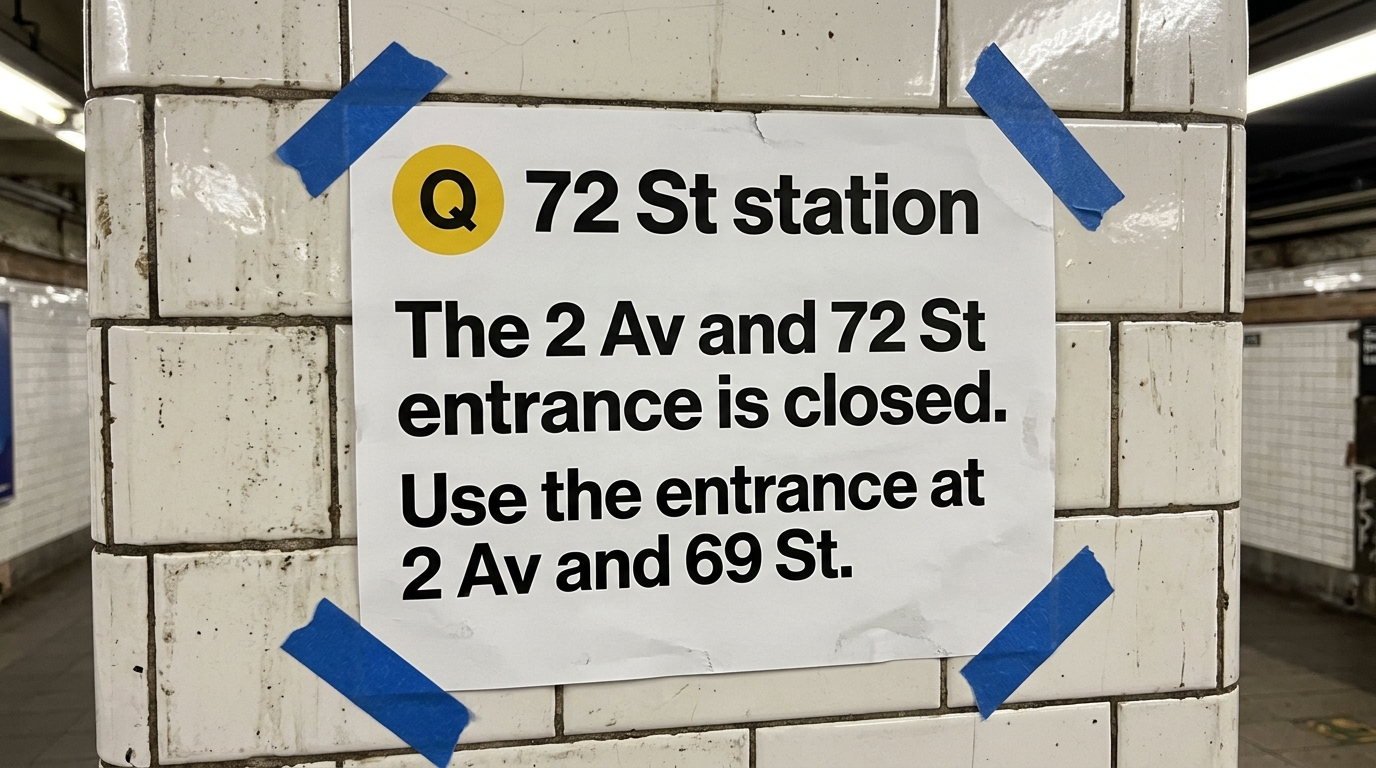 Q 72 St station
The 2 Av and 72 St
entrance is closed.
Use the entrance at
2 Av and 69 St.